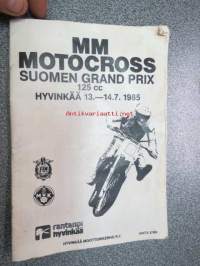 MM
MOTOCROSS
SUOMEN GRAND PRIX
125 cc
HYVINKÄÄ 13.—14.7. 1985
rantanpi
hyvinkää
HYVINKÄÄN MOOTTORIKERHO R.Y.